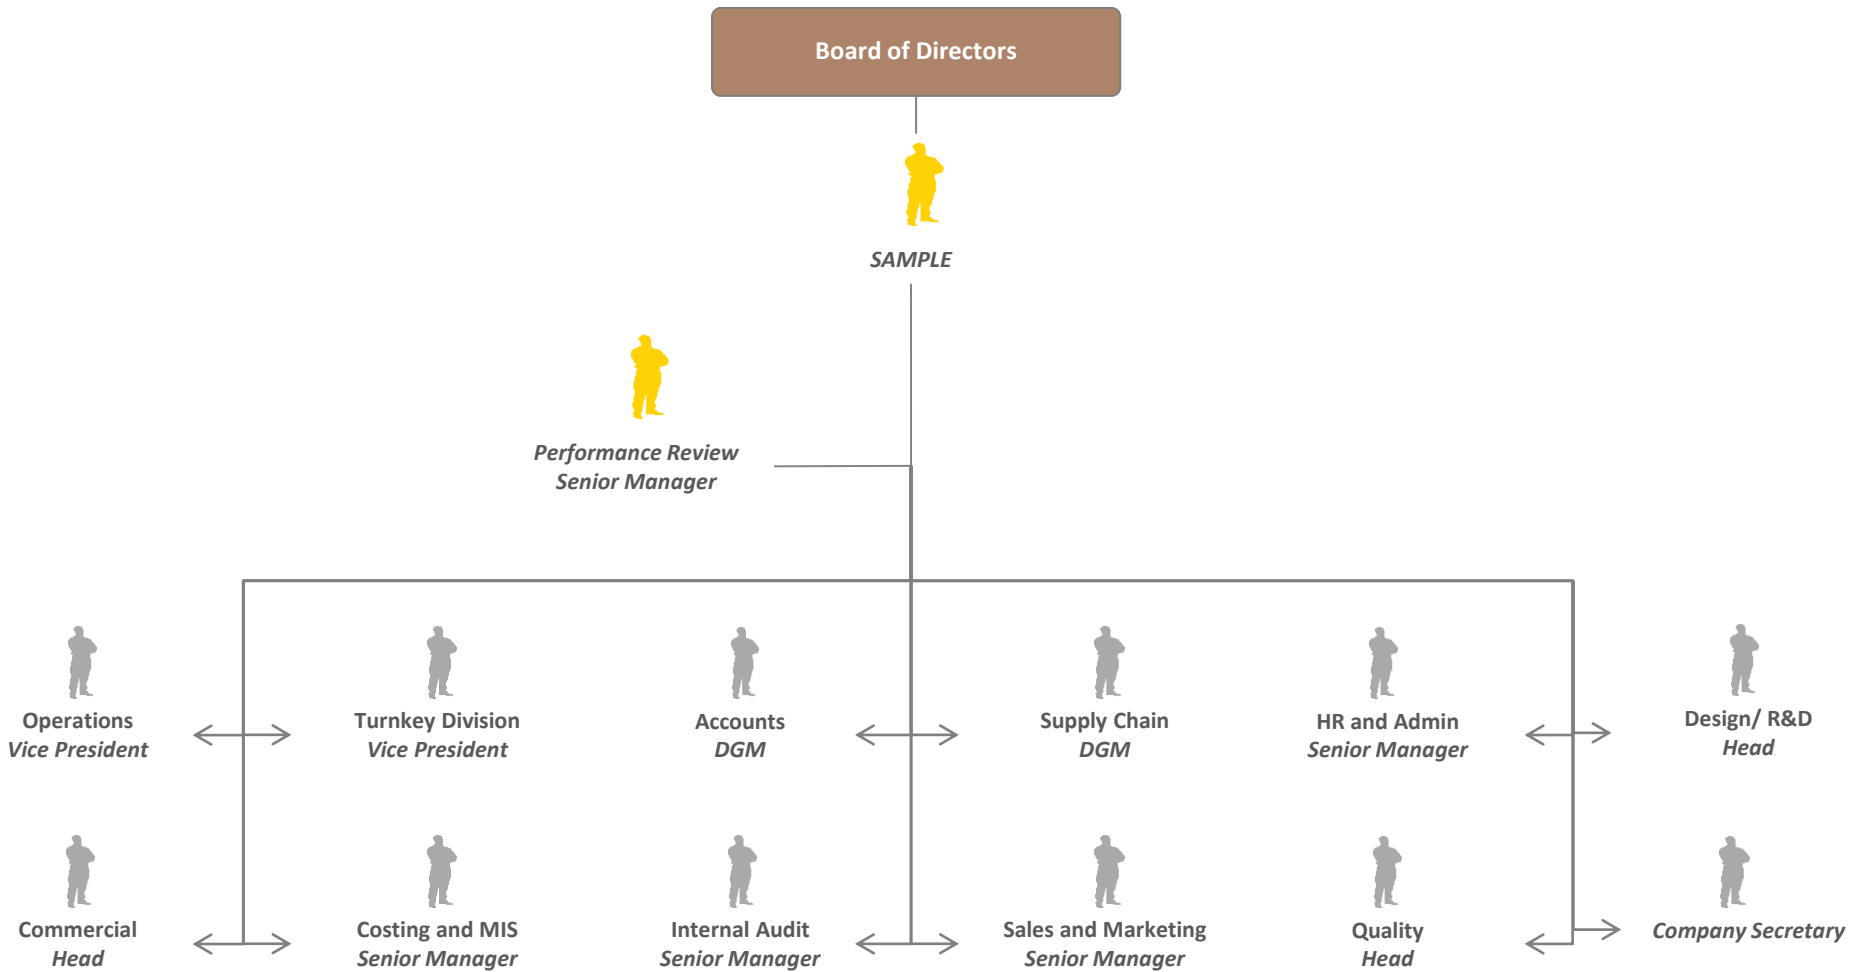 Board of Directors
SAMPLE
Performance Review
Senior Manager
Operations
Vice President
Turnkey Division
Vice President
Accounts
DGM
Supply Chain
DGM
HR and Admin
Senior Manager
Design/ R&D
Head
Commercial
Head
Costing and MIS
Senior Manager
Internal Audit
Senior Manager
Sales and Marketing
Senior Manager
Quality
Head
Company Secretary